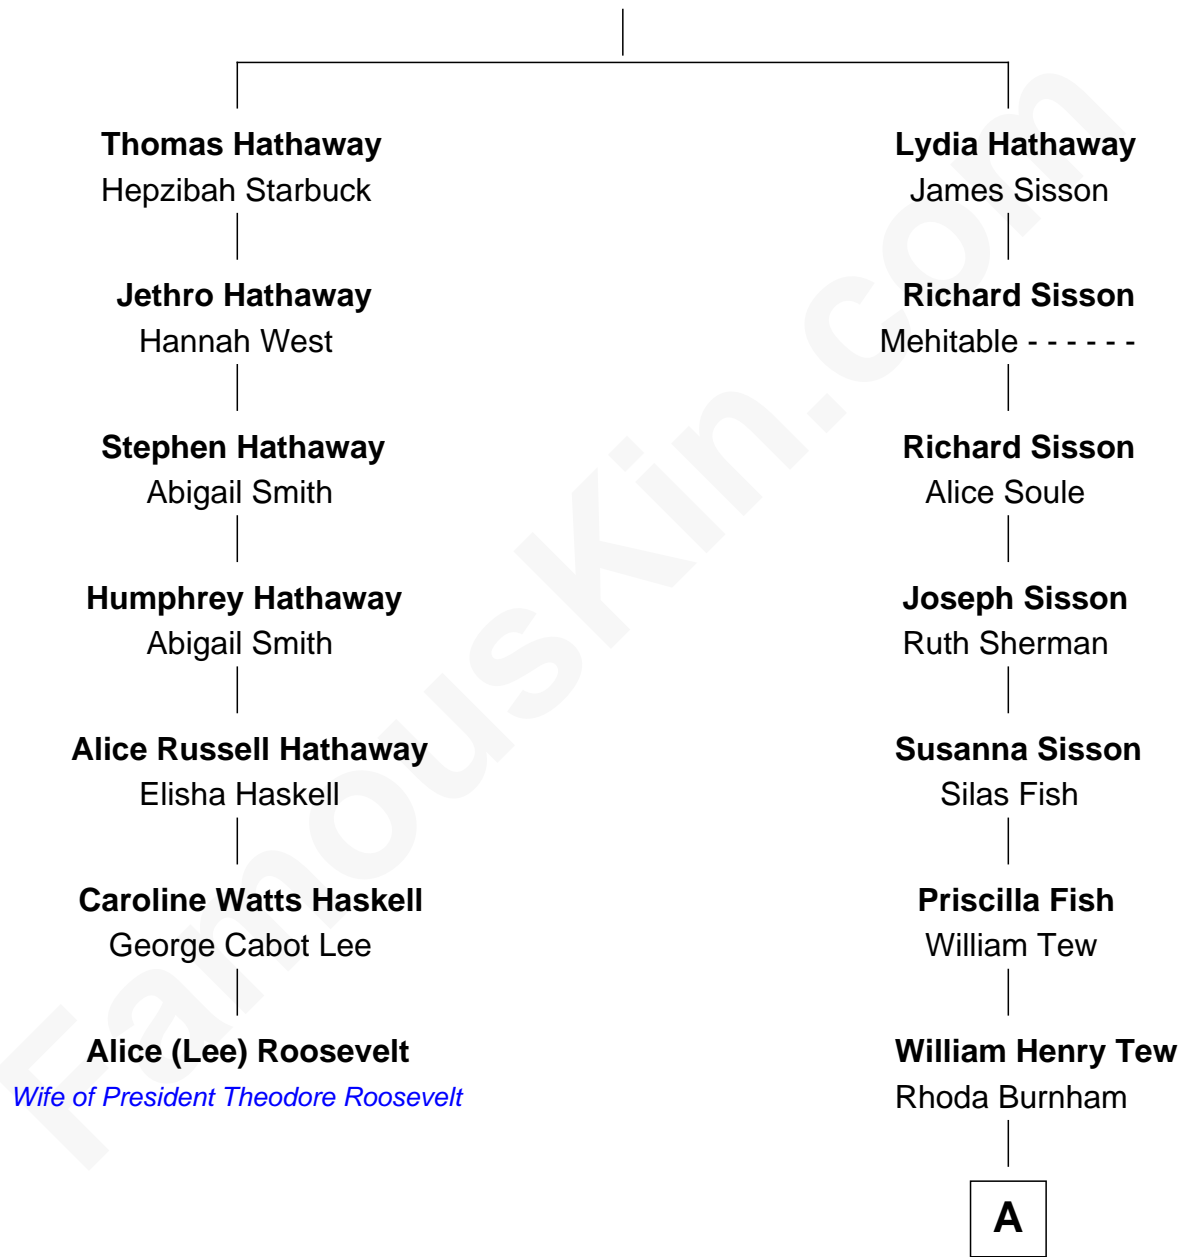 Thomas Hathaway
Hepzibah Starbuck
Jethro Hathaway
Hannah West
Stephen Hathaway
Abigail Smith
Humphrey Hathaway
Abigail Smith
Alice Russell Hathaway
Elisha Haskell
Caroline Watts Haskell
George Cabot Lee
Alice (Lee) Roosevelt
Wife of President Theodore Roosevelt
Lydia Hathaway
James Sisson
Richard Sisson
Mehitable - - - - - -
Richard Sisson
Alice Soule
Joseph Sisson
Ruth Sherman
Susanna Sisson
Silas Fish
Priscilla Fish
William Tew
William Henry Tew
Rhoda Burnham
A
FamousKin.com